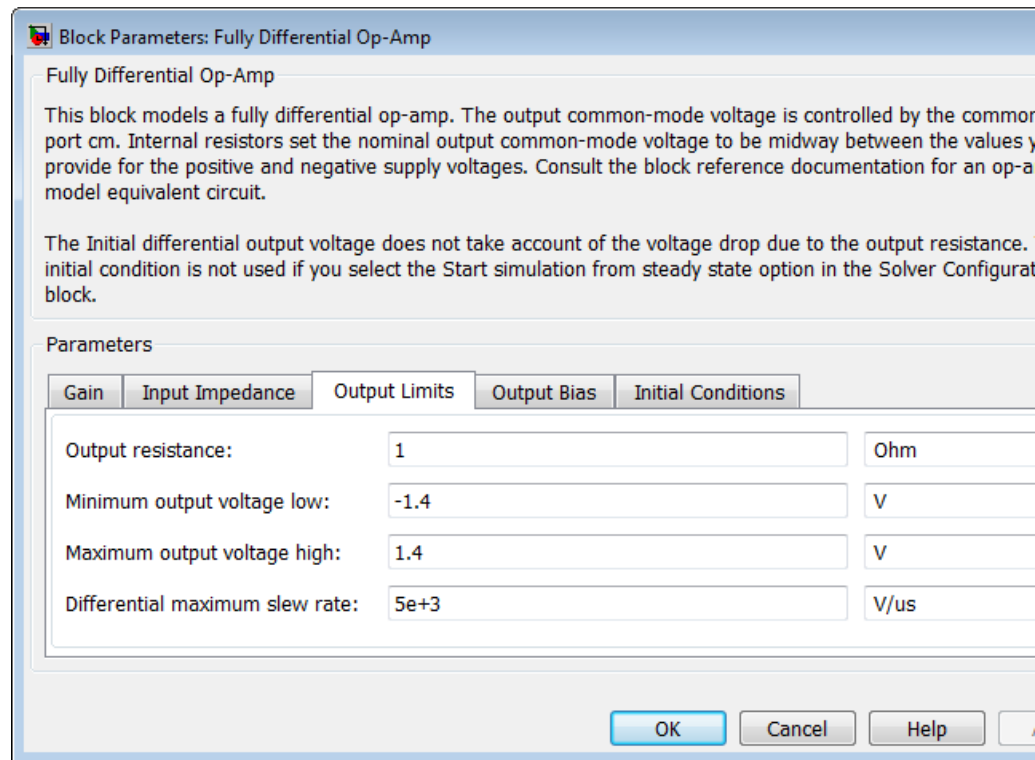 Block Parameters: Fully Differential Op-Amp
Fully Differential Op-Amp
This block models a fully differential op-amp. The output common-mode voltage is controlled by the common
port cm. Internal resistors set the nominal output common-mode voltage to be midway between the values
provide for the positive and negative supply voltages. Consult the block reference documentation for an
model equivalent circuit.
The Initial differential output voltage does not take account of the voltage drop due to the output resistance.
initial condition is not used if you select the Start simulation from steady state option in the Solver
block.
Parameters
Gain Input Impedance Output Limits Output Bias Initial Conditions
Output resistance: 1 Ohm
Minimum output voltage low: -1.4 V
Maximum output voltage high: 1.4 V
Differential maximum slew rate: 5e+3 V/us
OK Cancel Help